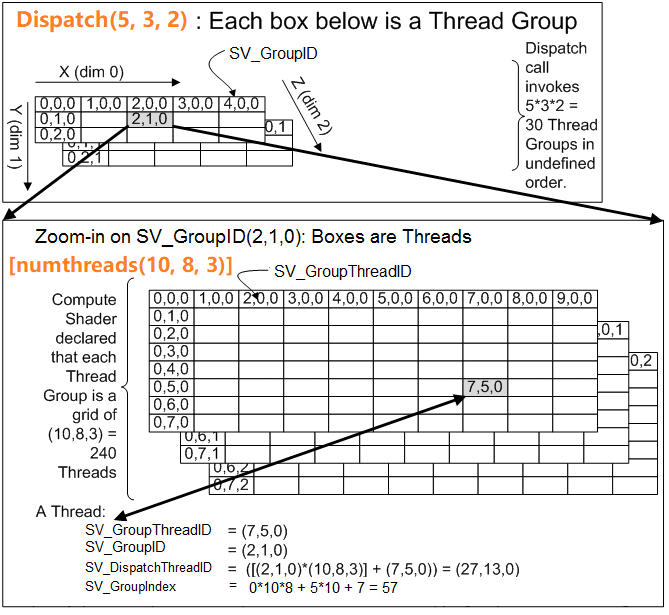 Dispatch(5, 3, 2) : Each box below is a Thread Group
X (dim 0)
SV_GroupID
Y (dim 1)
Z (dim 2)
0,0,0 1,0,0 2,0,0 3,0,0 4,0,0
0,1,0 2,1,0
0,2,0
0,1
0,1,1
0,2,1
Dispatch
call
invokes
5*3*2 =
30 Thread
Groups in
undefined
order.
Zoom-in on SV_GroupID(2,1,0): Boxes are Threads
[numthreads(10, 8, 3)]
SV_GroupThreadID
Compute
Shader
declared
that each
Thread
Group is a
grid of
(10,8,3) =
240
Threads
0,0,0 1,0,0 2,0,0 3,0,0 4,0,0 5,0,0 6,0,0 7,0,0 8,0,0 9,0,0
0,1,0
0,2,0
0,3,0
0,4,0
0,5,0 7,5,0
0,6,0
0,7,0
0,1
0,6,1
0,7,1
0,2
0,6,2
0,7,2
A Thread:
SV_GroupThreadID = (7,5,0)
SV_GroupID = (2,1,0)
SV_DispatchThreadID = ([(2,1,0)*(10,8,3)] + (7,5,0)) = (27,13,0)
SV_GroupIndex = 0*10*8 + 5*10 + 7 = 57